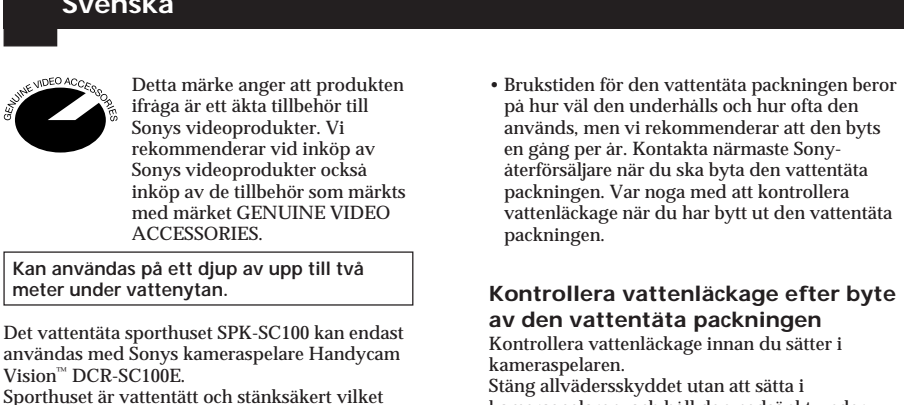 Svenska
GENUINE VIDEO ACCESSORIES
Detta märke anger att produkten
ifråga är ett äkta tillbehör till
Sonys videoprodukter. Vi
rekommenderar vid inköp av
Sonys videoprodukter också
inköp av de tillbehör som märkts
med märket GENUINE VIDEO
ACCESSORIES.
Kan användas på ett djup av upp till två
meter under vattenytan.
Det vattentäta sporthuset SPK-SC100 kan endast
användas med Sonys kameraspelare Handycam
Vision™ DCR-SC100E.
Sporthuset är vattentätt och stänksäkert vilket
• Brukstiden för den vattentäta packningen beror
på hur väl den underhålls och hur ofta den
används, men vi rekommenderar att den byts
en gång per år. Kontakta närmaste Sony-
återförsäljare när du ska byta den vattentäta
packningen. Var noga med att kontrollera
vattenläckage när du har bytt ut den vattentäta
packningen.
Kontrollera vattenläckage efter byte
av den vattentäta packningen
Kontrollera vattenläckage innan du sätter i
kameraspelaren.
Stäng allvädersskyddet utan att sätta i